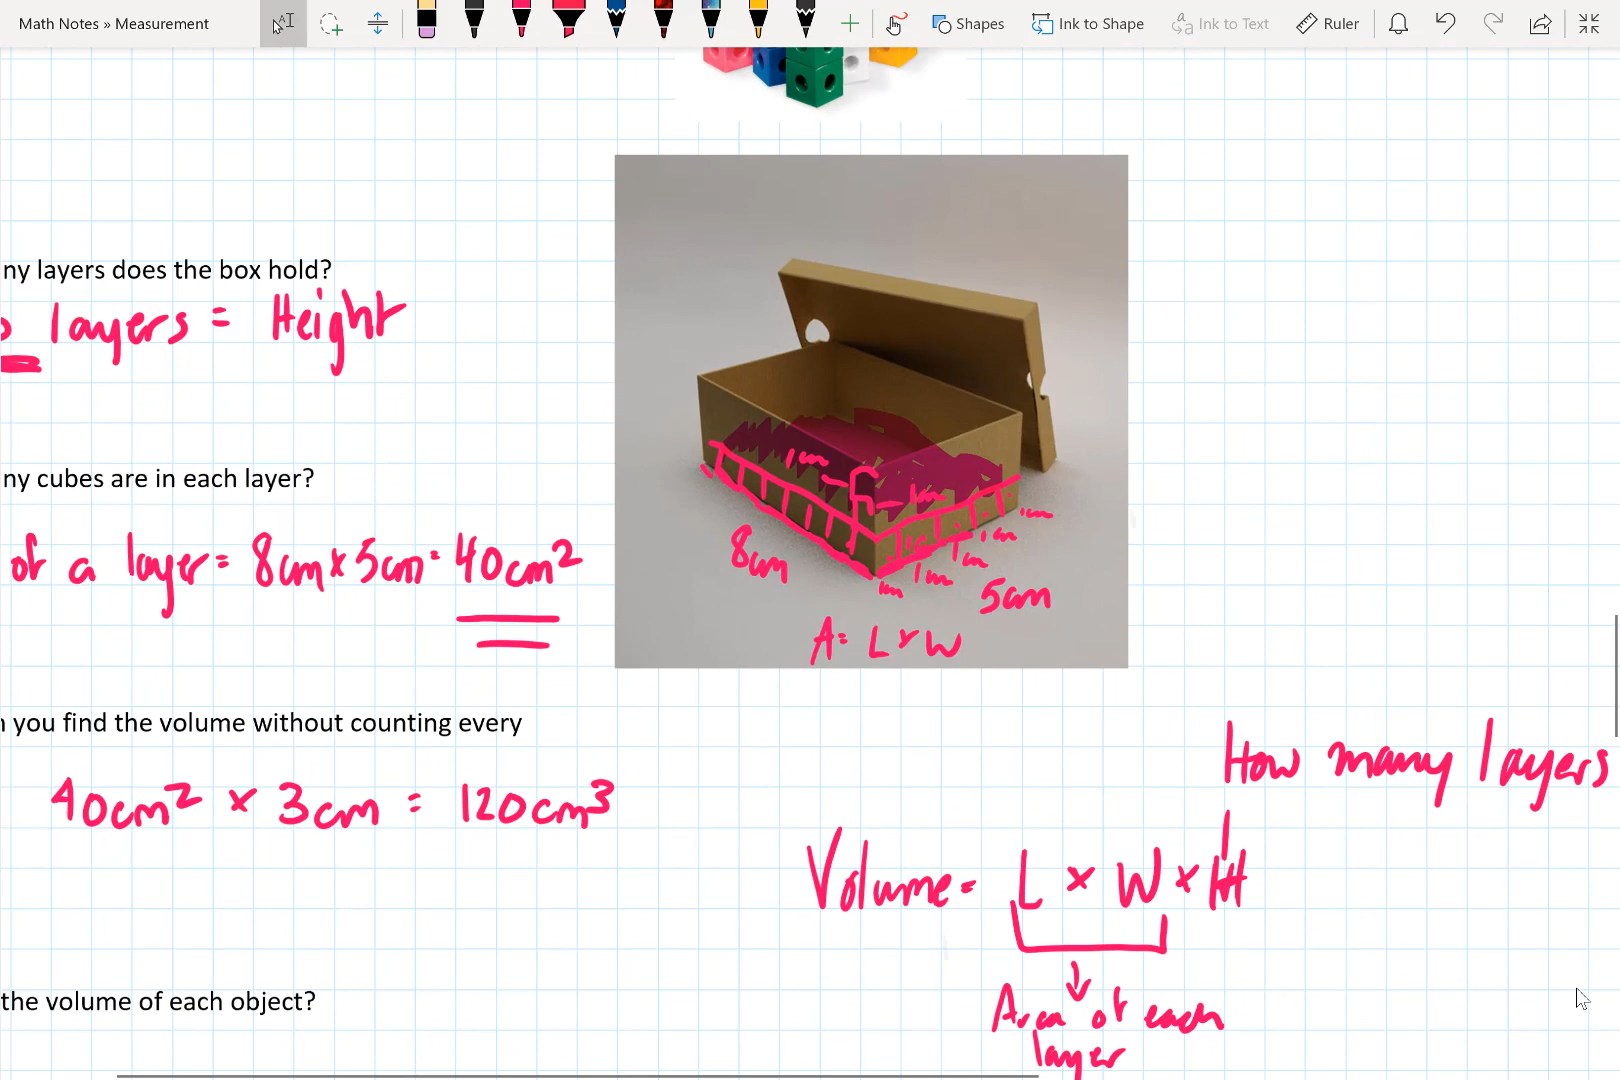 Math Notes » Measurement
Shapes
Ink to Shape
Ink to Text
Ruler
ny layers does the box hold?
layers = Height
ny cubes are in each layer?
of a layer = 8cm x 5cm = 40cm²
1cm
1cm
1cm
1cm
1cm
1cm
1cm
8cm
5cm
A = L x W
you find the volume without counting every
40cm² x 3cm = 120cm³
How many layers
Volume = L x W x H
Area of each
layer
the volume of each object?